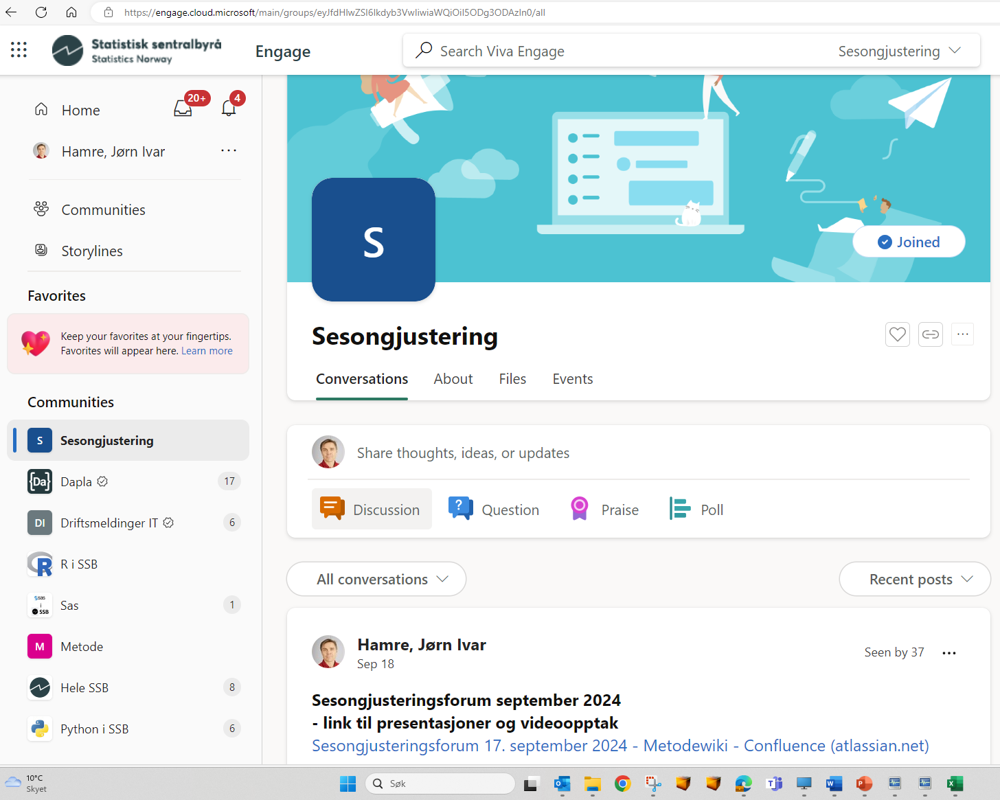 https://engage.cloud.microsoft/main/groups/eyJfdHlwZSI6Ikdyb3VwIiwiaWQiOiI5ODg3ODAzIn0/all
Statistisk sentralbyrå
Statistics Norway
Engage
Search Viva Engage
Sesongjustering
Home
20+
4
Hamre, Jørn Ivar
Communities
Storylines
Favorites
Keep your favorites at your fingertips.
Favorites will appear here. Learn more
Communities
S
Sesongjustering
{Da}
Dapla
17
DI
Driftsmeldinger IT
6
R
R i SSB
sas
i
SSB
Sas
1
M
Metode
Hele SSB
8
Python i SSB
6
S
Joined
Sesongjustering
Conversations
About
Files
Events
Share thoughts, ideas, or updates
Discussion
?
Question
Praise
Poll
All conversations
Recent posts
Hamre, Jørn Ivar
Sep 18
Seen by 37
Sesongjusteringsforum september 2024
- link til presentasjoner og videoopptak
Sesongjusteringsforum 17. september 2024 - Metodewiki - Confluence (atlassian.net)
10°C
Skyet
Søk